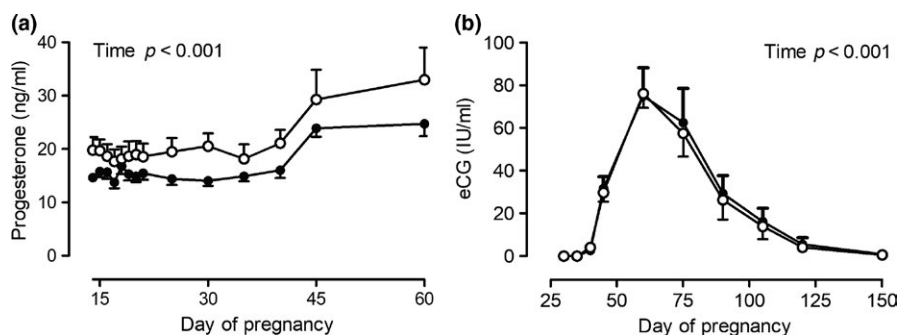 (a)
Time p < 0.001
40
30
20
10
0
Progesterone (ng/ml)
15
30
45
60
Day of pregnancy
(b)
Time p < 0.001
100
80
60
40
20
0
eCG (IU/ml)
25
50
75
100
125
150
Day of pregnancy